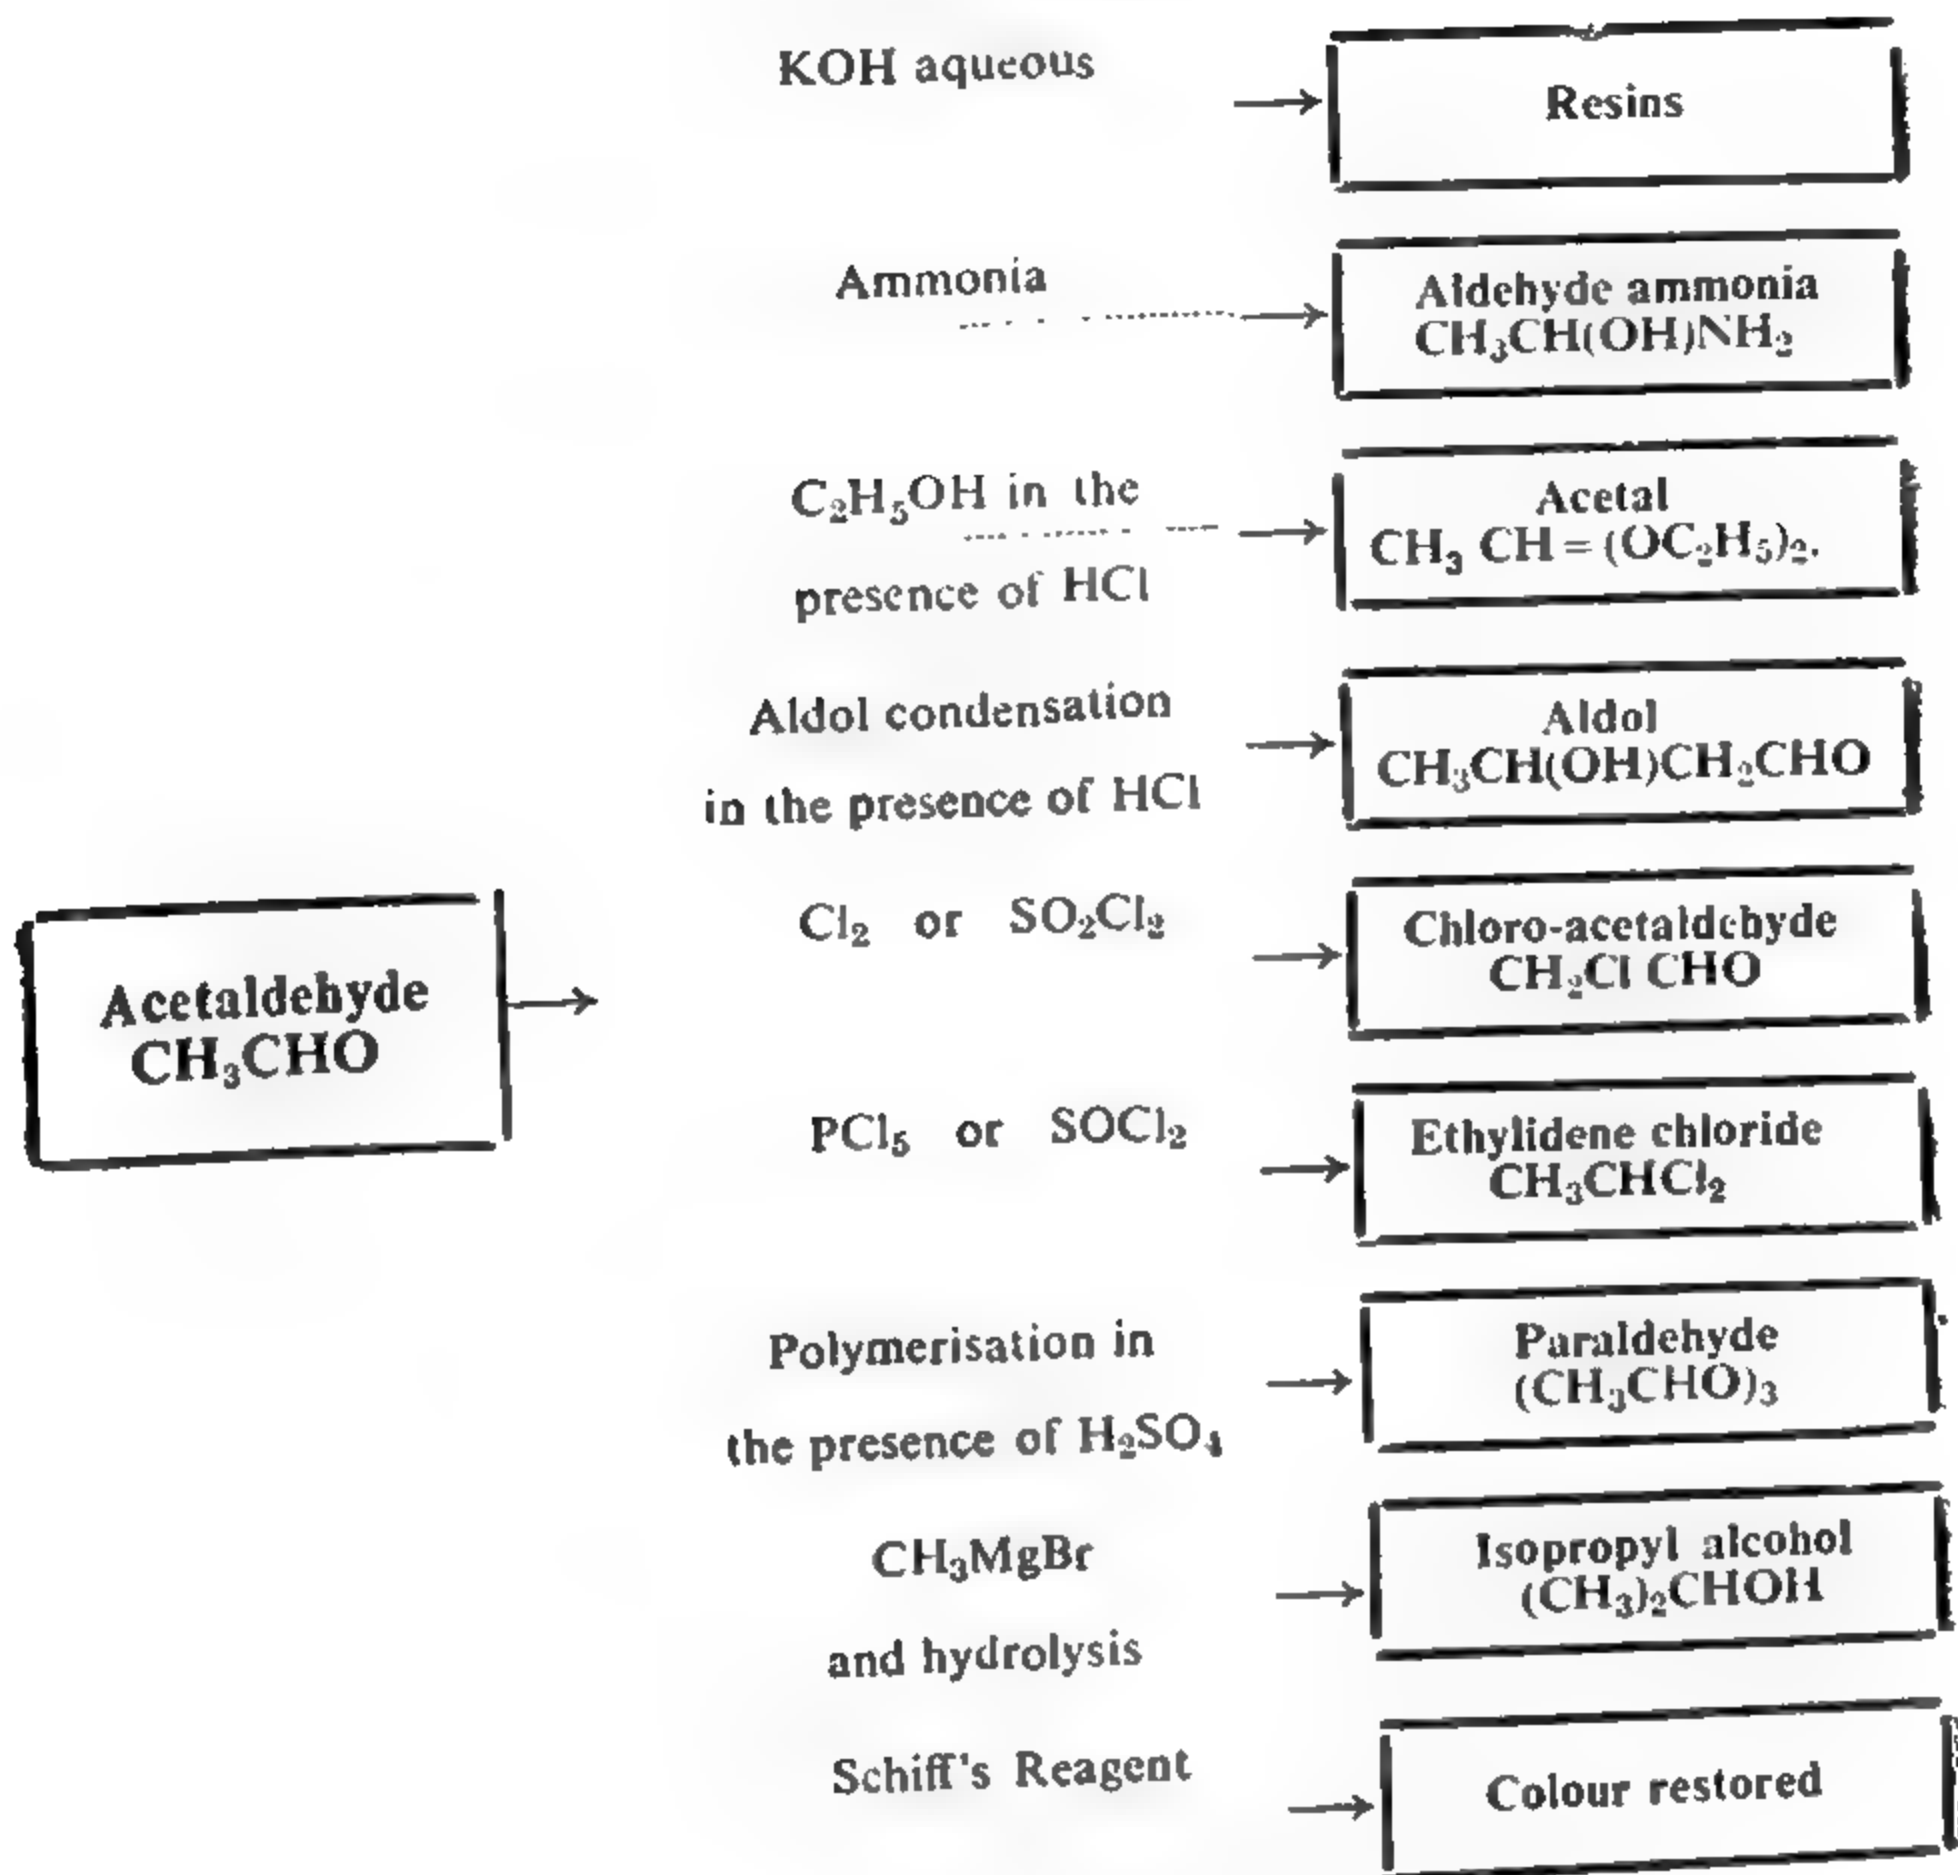 KOH aqueous
Resins
Ammonia
Aldehyde ammonia
CH₃CH(OH)NH₂
C₂H₅OH in the
presence of HCl
Acetal
CH₃ CH = (OC₂H₅)₂.
Aldol condensation
in the presence of HCl
Aldol
CH₃CH(OH)CH₂CHO
Acetaldehyde
CH₃CHO
Cl₂ or SO₂Cl₂
Chloro-acetaldehyde
CH₂Cl CHO
PCl₅ or SOCl₂
Ethylidene chloride
CH₃CHCl₂
Polymerisation in
the presence of H₂SO₄
Paraldehyde
(CH₃CHO)₃
CH₃MgBr
and hydrolysis
Isopropyl alcohol
(CH₃)₂CHOH
Schiff's Reagent
Colour restored